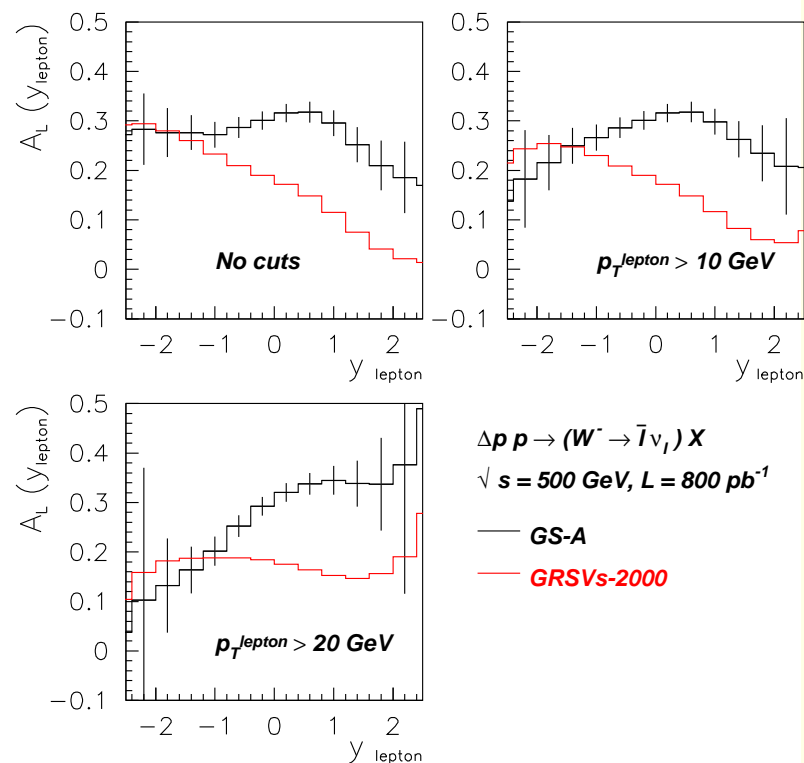 A_L (y_lepton)
0.5
0.4
0.3
0.2
0.1
0
−0.1
No cuts
−2 −1 0 1 2
y lepton
0.5
0.4
0.3
0.2
0.1
0
−0.1
p_T^lepton > 10 GeV
−2 −1 0 1 2
y lepton
A_L (y_lepton)
0.5
0.4
0.3
0.2
0.1
0
−0.1
p_T^lepton > 20 GeV
−2 −1 0 1 2
y lepton
Δp p → (W^- → l̄ ν_l) X
√ s = 500 GeV, L = 800 pb^-1
GS-A
GRSVs-2000